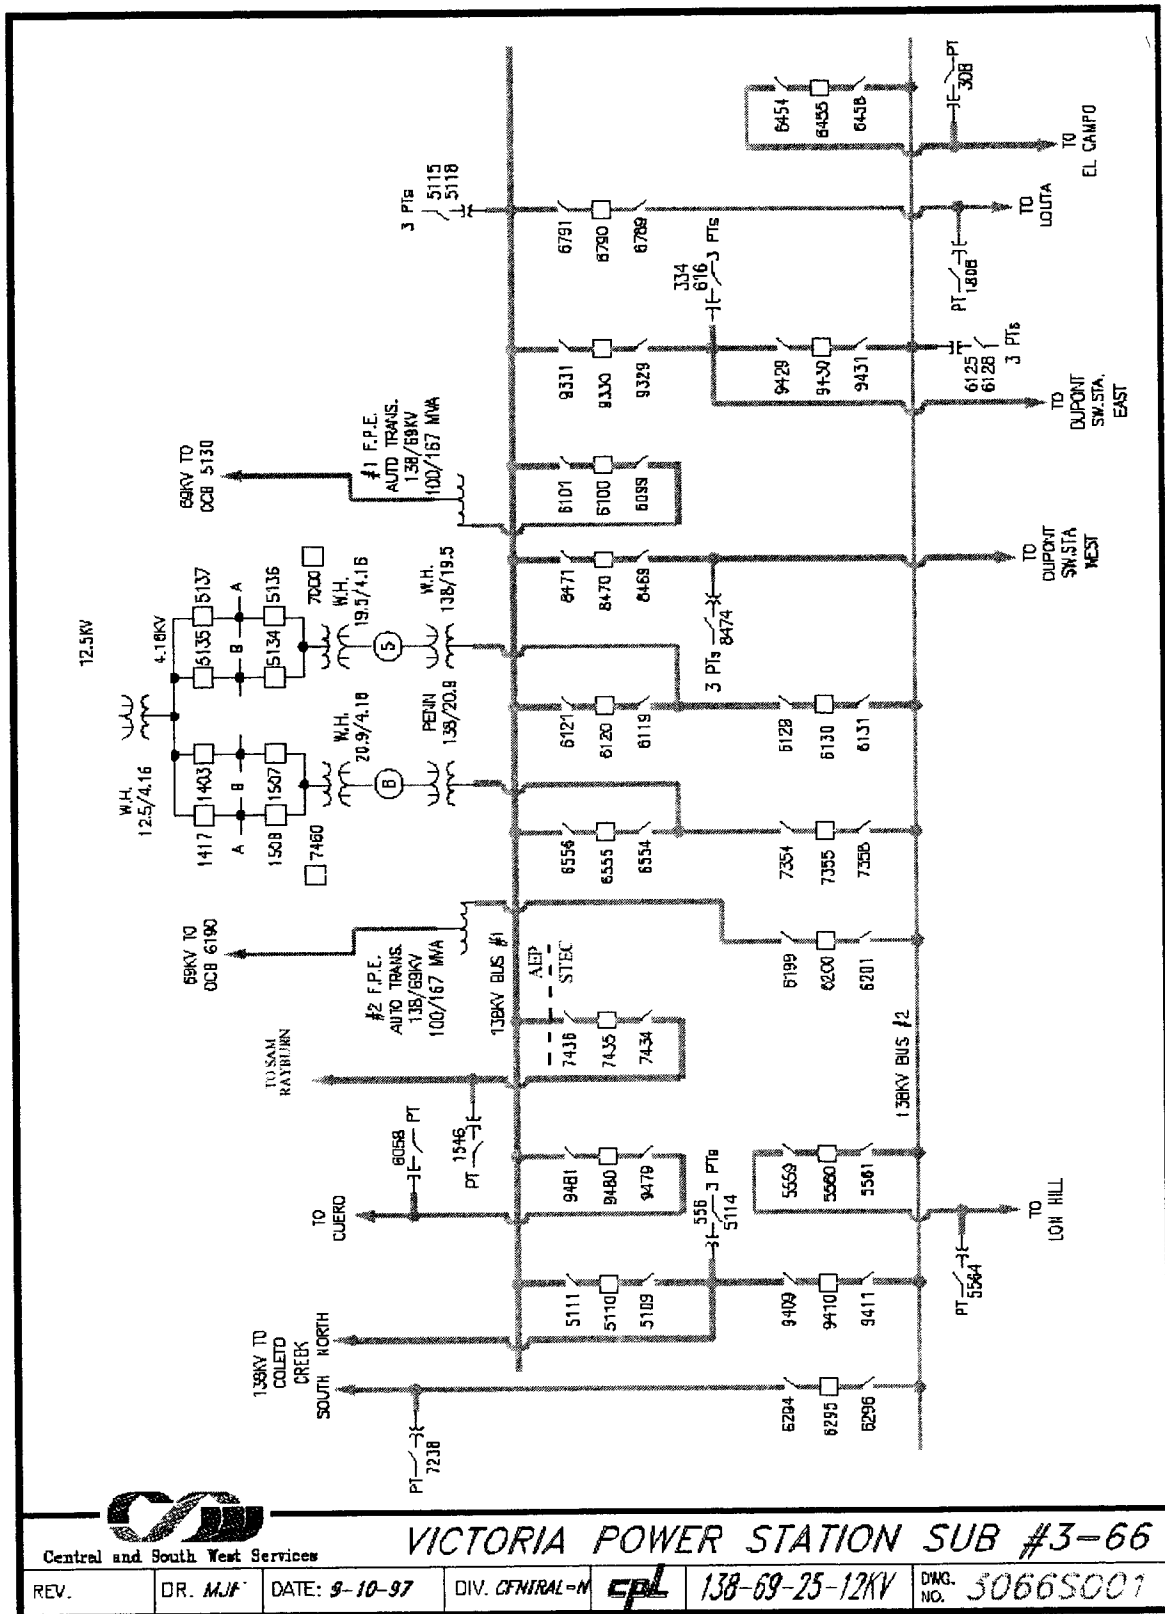 PT
308
6454
6455
6456
TO
EL CAMPO
3 PTs
5115
5118
6791
6790
6789
TO
LOLITA
PT
1808
334
616
3 PTs
9331
9330
9329
9429
9430
9431
6125
6128
3 PTs
TO
DUPONT
SW.STA.
EAST
69KV TO
OCB 5130
#1 F.P.E.
AUTO TRANS.
138/69KV
100/167 MVA
6101
6100
6099
8471
8470
8469
3 PTs
8474
TO
DUPONT
SW.STA
WEST
12.5KV
4.16KV
W.H.
12.5/4.16
5137
5135
A
B
5136
5134
7000
W.H.
19.5/4.16
5
W.H.
138/19.5
1403
1417
B
A
1507
1508
7460
W.H.
20.9/4.16
6
PENN
138/20.9
6121
6120
6119
6129
6130
6131
6556
6555
6554
7354
7355
7356
69KV TO
OCB 6190
#2 F.P.E.
AUTO TRANS.
138/69KV
100/167 MVA
138KV BUS #1
AEP
STEC
6199
6200
6201
TO SAM
RAYBURN
7436
7435
7434
138KV BUS #2
PT
1546
6058
PT
TO
CUERO
9481
9480
9479
5559
5560
5561
TO
LON HILL
PT
5564
556
5114
3 PTs
5111
5110
5109
9409
9410
9411
138KV TO
COLETO
CREEK
NORTH
SOUTH
PT
7238
6294
6295
6296
CSW
Central and South West Services
VICTORIA POWER STATION SUB #3-66
REV.
DR. MJF
DATE: 9-10-97
DIV. CENTRAL-N
CPL
138-69-25-12KV
DWG. NO. 3066S001